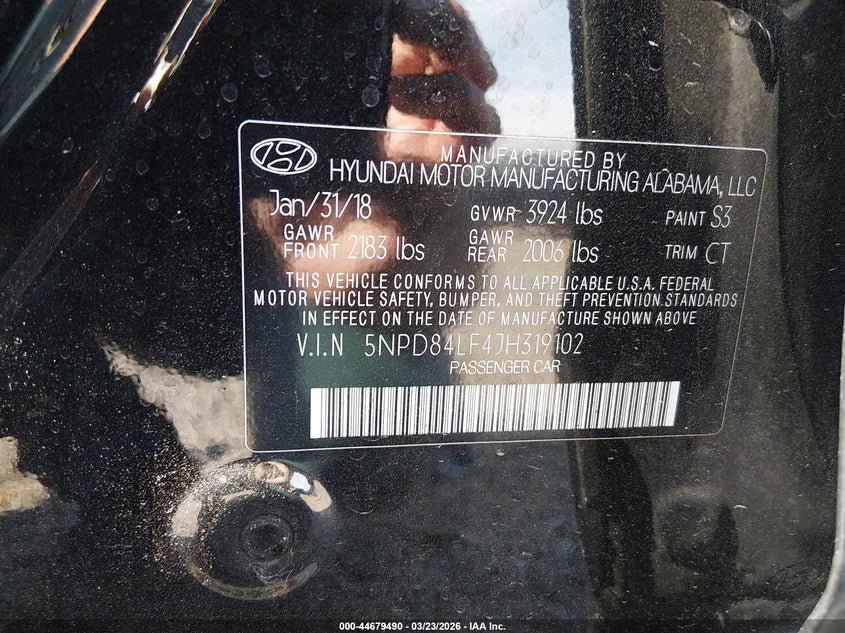 MANUFACTURED BY
HYUNDAI MOTOR MANUFACTURING ALABAMA, LLC
Jan/31/18 GVWR 3924 lbs PAINT S3
GAWR FRONT 2183 lbs GAWR REAR 2006 lbs TRIM CT
THIS VEHICLE CONFORMS TO ALL APPLICABLE U.S.A. FEDERAL
MOTOR VEHICLE SAFETY, BUMPER, AND THEFT PREVENTION STANDARDS
IN EFFECT ON THE DATE OF MANUFACTURE SHOWN ABOVE
V.I.N 5NPD84LF4JH319102
PASSENGER CAR
000-44679490 - 03/23/2026 - IAA Inc.